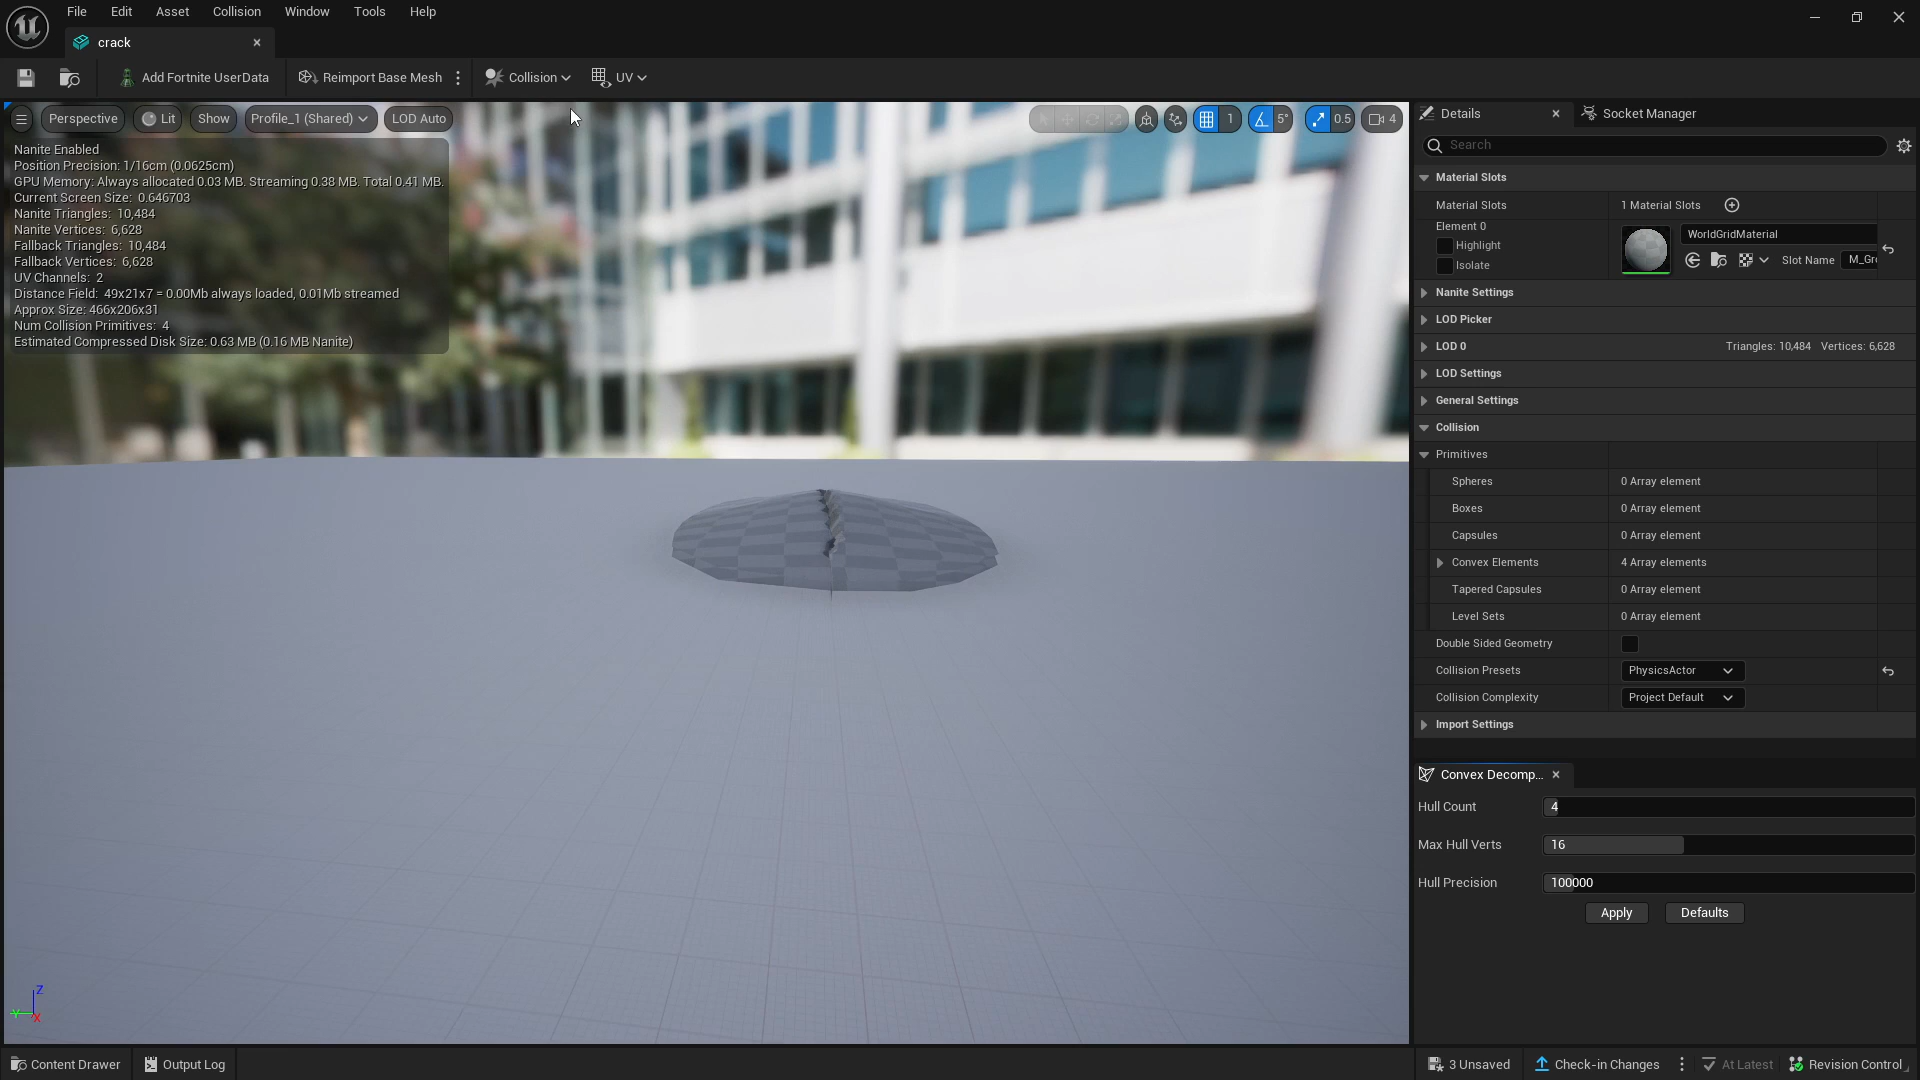 File Edit Asset Collision Window Tools Help
crack
Add Fortnite UserData Reimport Base Mesh Collision UV
Perspective Lit Show Profile_1 (Shared) LOD Auto 1 5° 0.5 4
Nanite Enabled
Position Precision: 1/16cm (0.0625cm)
GPU Memory: Always allocated 0.03 MB. Streaming 0.38 MB. Total 0.41 MB.
Current Screen Size: 0.646703
Nanite Triangles: 10,484
Nanite Vertices: 6,628
Fallback Triangles: 10,484
Fallback Vertices: 6,628
UV Channels: 2
Distance Field: 49x21x7 = 0.00Mb always loaded, 0.01Mb streamed
Approx Size: 466x206x31
Num Collision Primitives: 4
Estimated Compressed Disk Size: 0.63 MB (0.16 MB Nanite)
Z
Y
X
Details Socket Manager
Search
Material Slots
Material Slots 1 Material Slots
Element 0
Highlight
Isolate
WorldGridMaterial
Slot Name M_Gr
Nanite Settings
LOD Picker
LOD 0 Triangles: 10,484 Vertices: 6,628
LOD Settings
General Settings
Collision
Primitives
Spheres 0 Array element
Boxes 0 Array element
Capsules 0 Array element
Convex Elements 4 Array elements
Tapered Capsules 0 Array element
Level Sets 0 Array element
Double Sided Geometry
Collision Presets PhysicsActor
Collision Complexity Project Default
Import Settings
Convex Decomp...
Hull Count 4
Max Hull Verts 16
Hull Precision 100000
Apply Defaults
Content Drawer Output Log 3 Unsaved Check-in Changes At Latest Revision Control